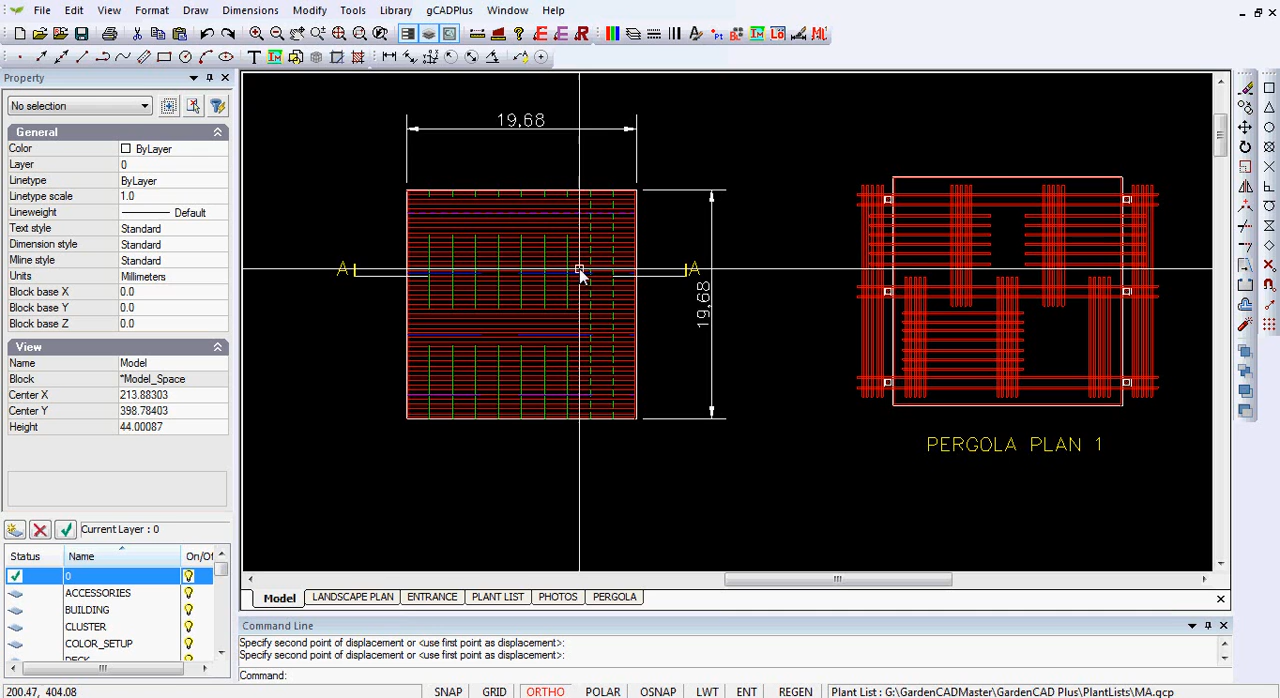 File Edit View Format Draw Dimensions Modify Tools Library gCADPlus Window Help
Property
No selection
General
Color ByLayer
Layer 0
Linetype ByLayer
Linetype scale 1.0
Lineweight Default
Text style Standard
Dimension style Standard
Mline style Standard
Units Millimeters
Block base X 0.0
Block base Y 0.0
Block base Z 0.0
View
Name Model
Block *Model_Space
Center X 213.88303
Center Y 398.78403
Height 44.00087
Current Layer : 0
Status Name On/Of
0
ACCESSORIES
BUILDING
CLUSTER
COLOR_SETUP
DECK
19,68
A A
19,68
PERGOLA PLAN 1
Model LANDSCAPE PLAN ENTRANCE PLANT LIST PHOTOS PERGOLA
Command Line
Specify second point of displacement or <use first point as displacement>:
Specify second point of displacement or <use first point as displacement>:
Command:
200.47, 404.08 SNAP GRID ORTHO POLAR OSNAP LWT ENT REGEN Plant List : G:\GardenCADMaster\GardenCAD Plus\PlantLists\MA.gcp